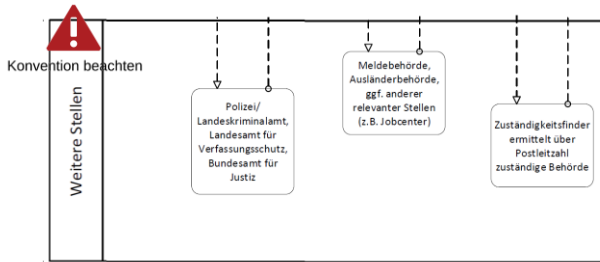 Konvention beachten
Weitere Stellen
Polizei/
Landeskriminalamt,
Landesamt für
Verfassungsschutz,
Bundesamt für
Justiz
Meldebehörde,
Ausländerbehörde,
ggf. anderer
relevanter Stellen
(z.B. Jobcenter)
Zuständigkeitsfinder
ermittelt über
Postleitzahl
zuständige Behörde